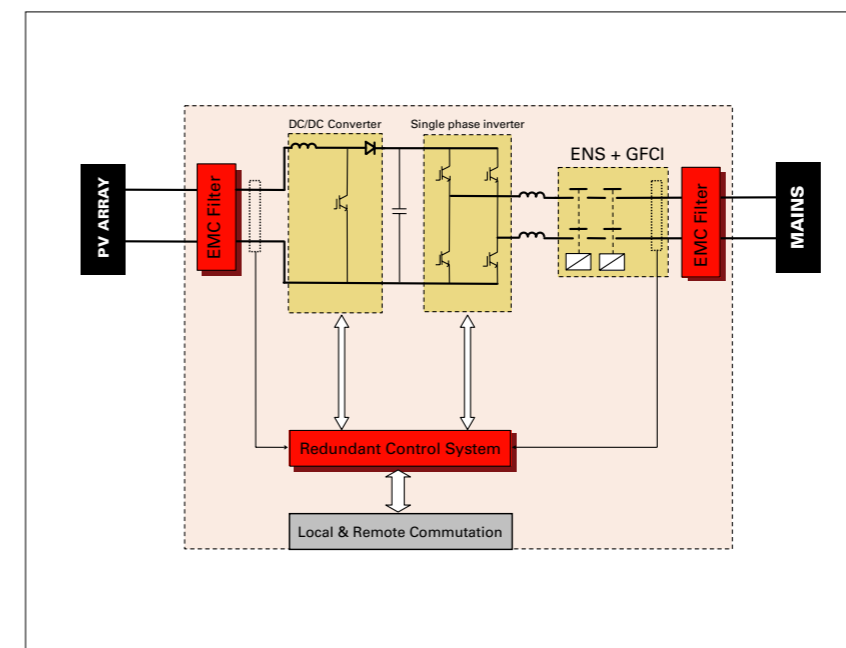 DC/DC Converter
Single phase inverter
ENS + GFCI
PV ARRAY
EMC Filter
EMC Filter
MAINS
Redundant Control System
Local & Remote Commutation